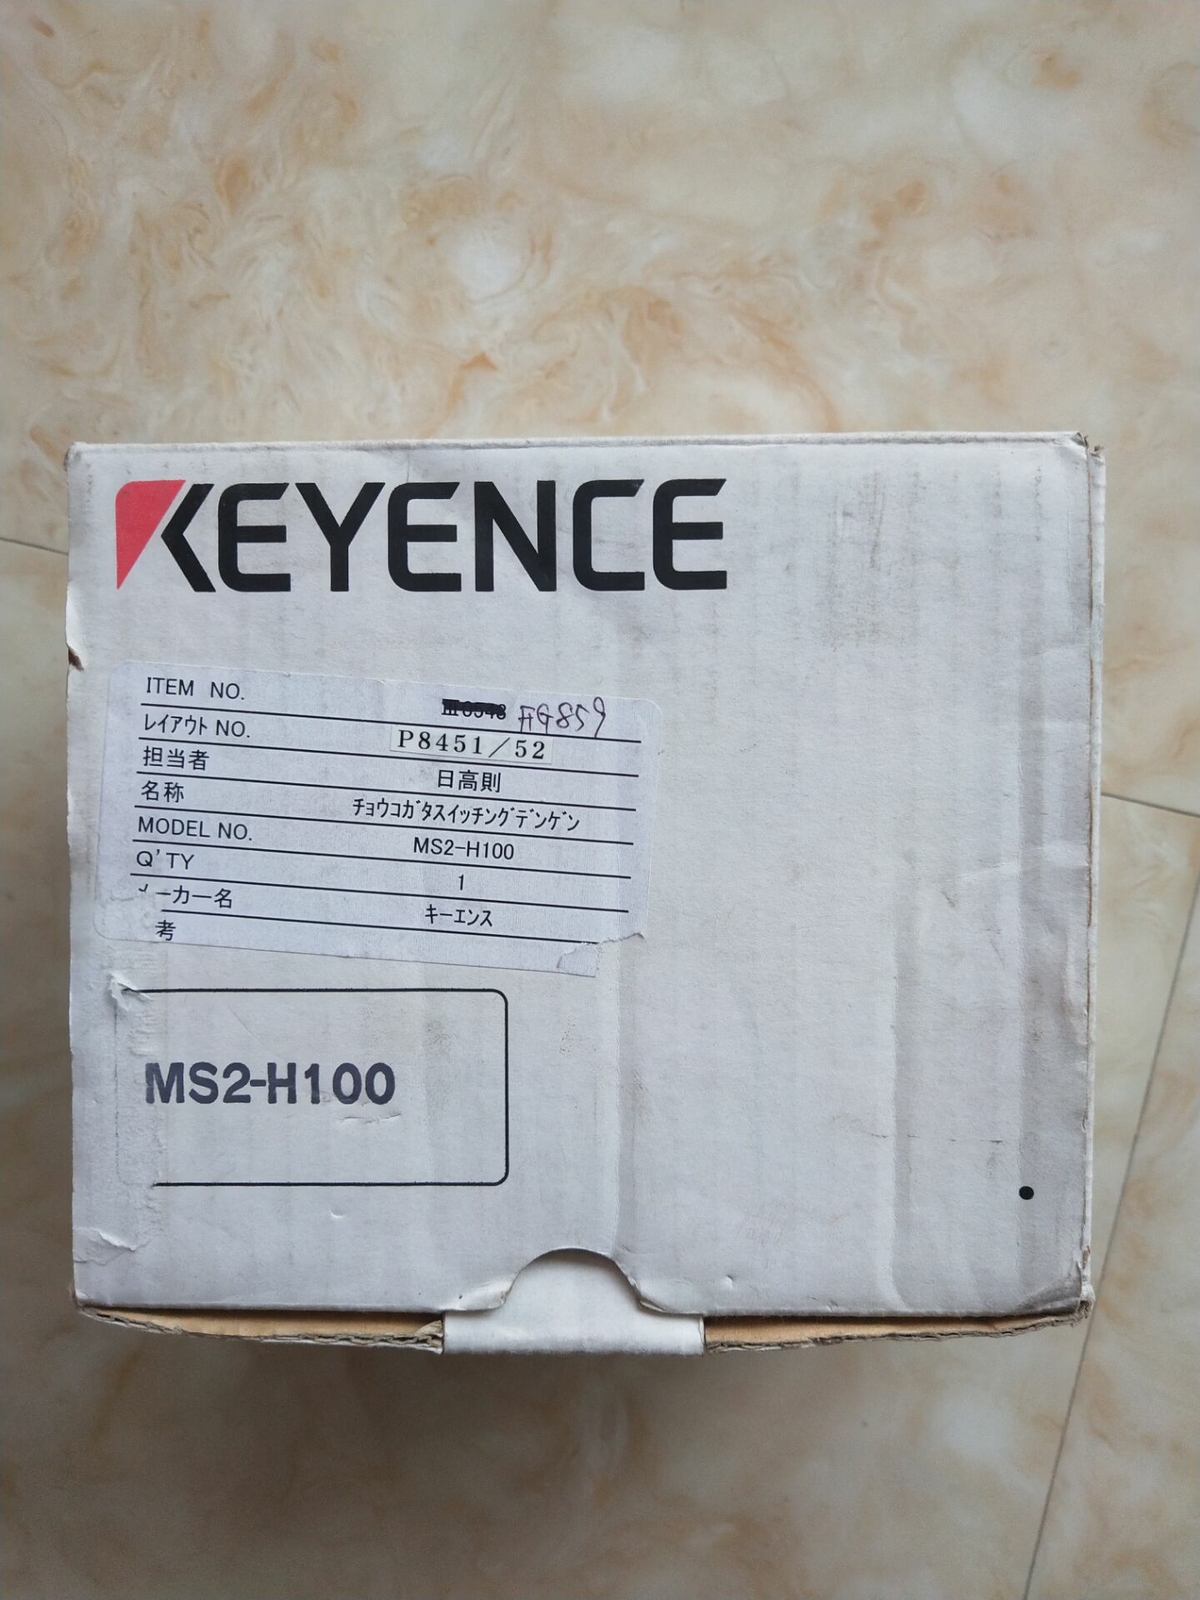 KEYENCE
ITEM NO. FG859
レイアウト NO. P8451/52
担当者 日高則
名称 チョウコガタスイッチングデンゲン
MODEL NO. MS2-H100
Q'TY 1
メーカー名 キーエンス
考
MS2-H100